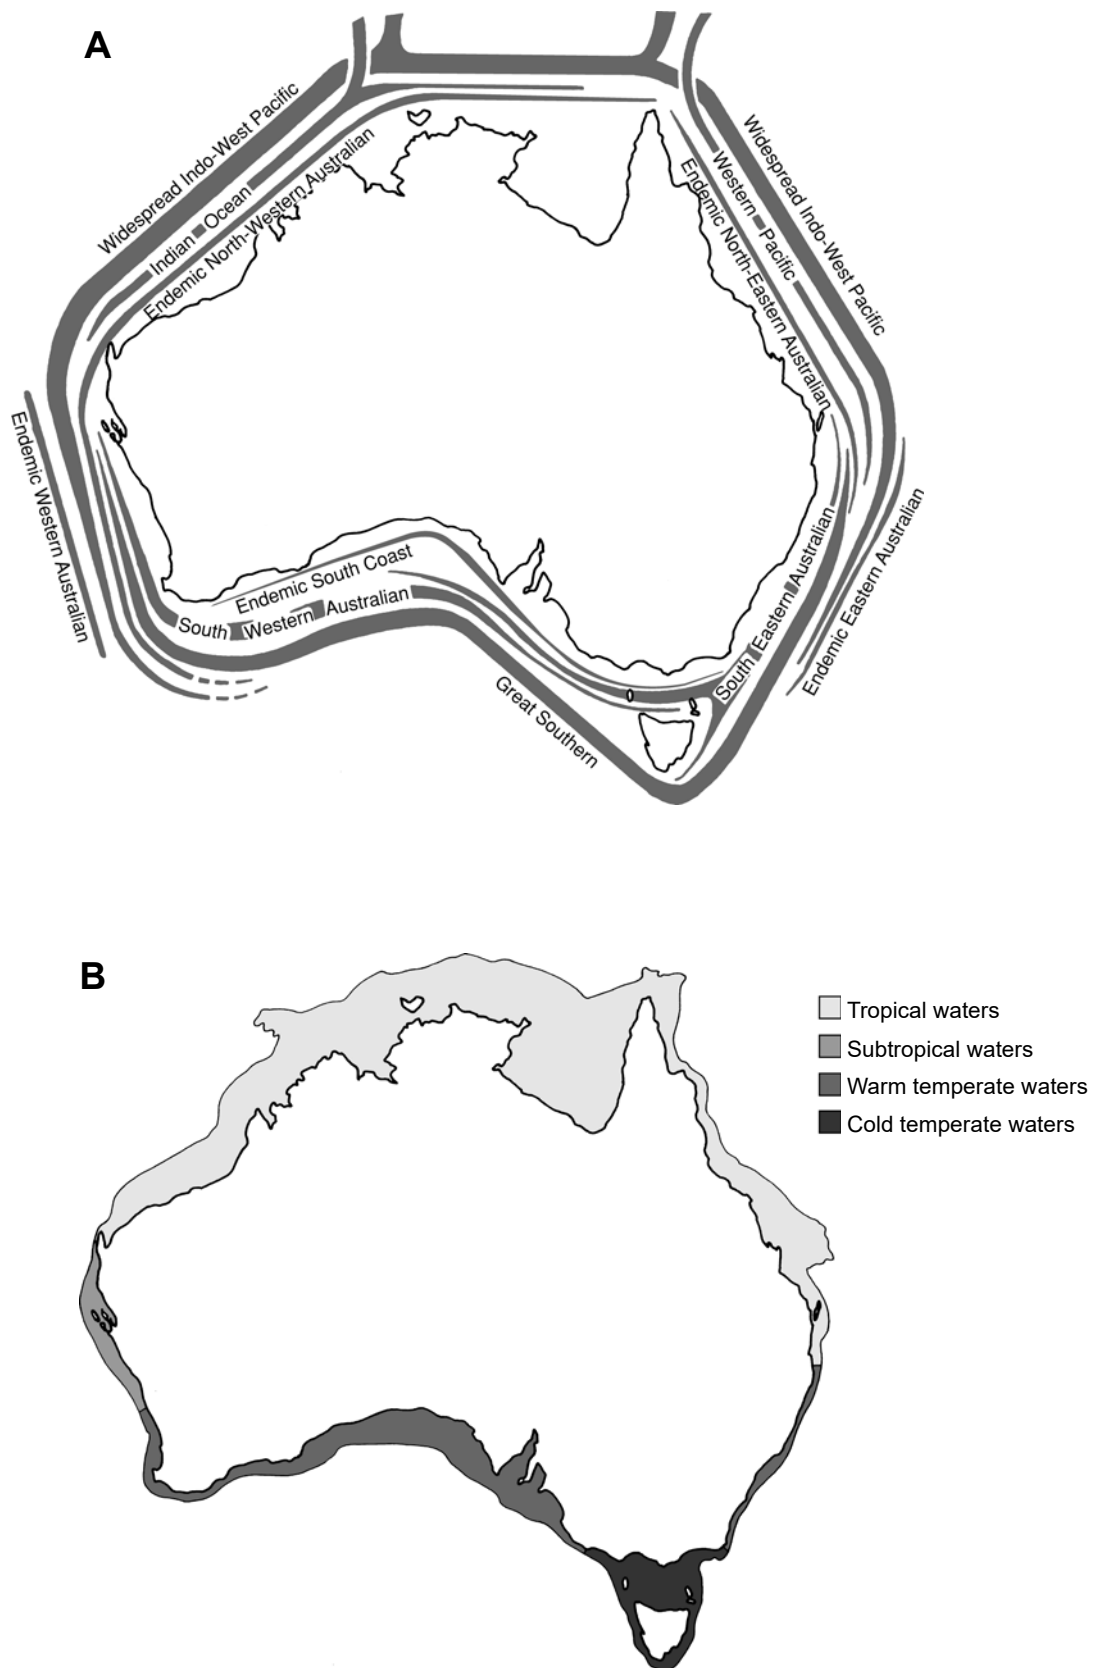 A
Widespread Indo-West Pacific
Indian Ocean
Endemic North-Western Australian
Widespread Indo-West Pacific
Western Pacific
Endemic North-Eastern Australian
Endemic Western Australian
Endemic South Coast
South Western Australian
Great Southern
South Eastern Australian
Endemic Eastern Australian
B
Tropical waters
Subtropical waters
Warm temperate waters
Cold temperate waters